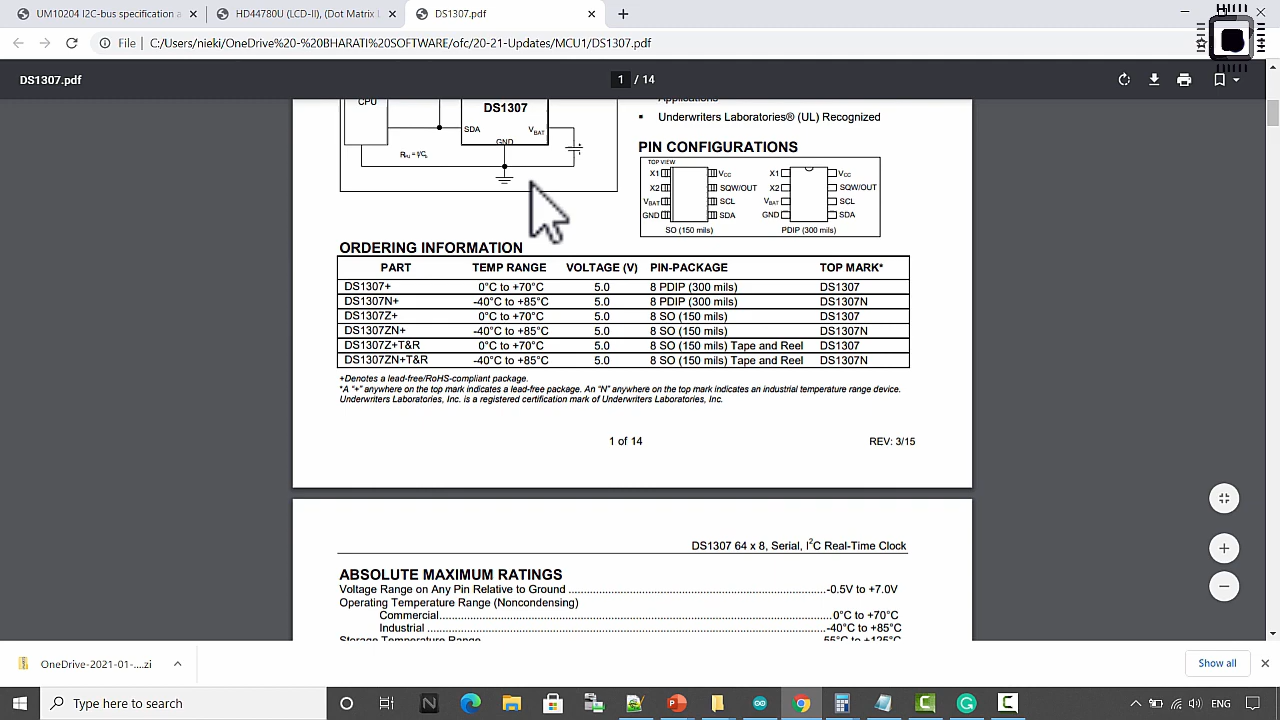 UM10204 I2C-bus specification a
HD44780U (LCD-II), (Dot Matrix L
DS1307.pdf
File
C:/Users/nieki/OneDrive%20-%20BHARATI%20SOFTWARE/ofc/20-21-Updated/MCU1/DS1307.pdf
DS1307.pdf
1 / 14
CPU
DS1307
SDA
VBAT
GND
Applications
▪ Underwriters Laboratories® (UL) Recognized
PIN CONFIGURATIONS
TOP VIEW
X1 VCC X1 VCC
X2 SQW/OUT X2 SQW/OUT
VBAT SCL VBAT SCL
GND SDA GND SDA
SO (150 mils) PDIP (300 mils)
ORDERING INFORMATION
PART TEMP RANGE VOLTAGE (V) PIN-PACKAGE TOP MARK*
DS1307+ 0°C to +70°C 5.0 8 PDIP (300 mils) DS1307
DS1307N+ -40°C to +85°C 5.0 8 PDIP (300 mils) DS1307N
DS1307Z+ 0°C to +70°C 5.0 8 SO (150 mils) DS1307
DS1307ZN+ -40°C to +85°C 5.0 8 SO (150 mils) DS1307N
DS1307Z+T&R 0°C to +70°C 5.0 8 SO (150 mils) Tape and Reel DS1307
DS1307ZN+T&R -40°C to +85°C 5.0 8 SO (150 mils) Tape and Reel DS1307N
+Denotes a lead-free/RoHS-compliant package.
*A "+" anywhere on the top mark indicates a lead-free package. An "N" anywhere on the top mark indicates an industrial temperature range device.
Underwriters Laboratories, Inc. is a registered certification mark of Underwriters Laboratories, Inc.
1 of 14
REV: 3/15
DS1307 64 x 8, Serial, I²C Real-Time Clock
ABSOLUTE MAXIMUM RATINGS
Voltage Range on Any Pin Relative to Ground ........ -0.5V to +7.0V
Operating Temperature Range (Noncondensing)
Commercial........ 0°C to +70°C
Industrial ........ -40°C to +85°C
Storage Temperature Range ........ -55°C to +125°C
OneDrive-2021-01-....zi
Show all
Type here to search
ENG